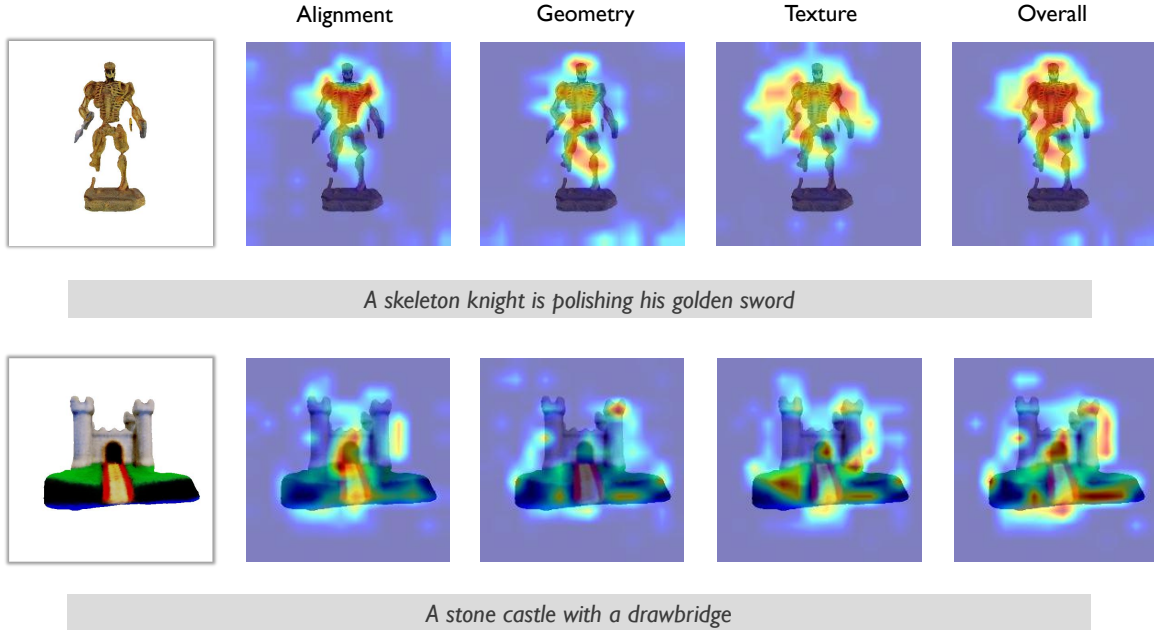 Alignment Geometry Texture Overall
A skeleton knight is polishing his golden sword
A stone castle with a drawbridge